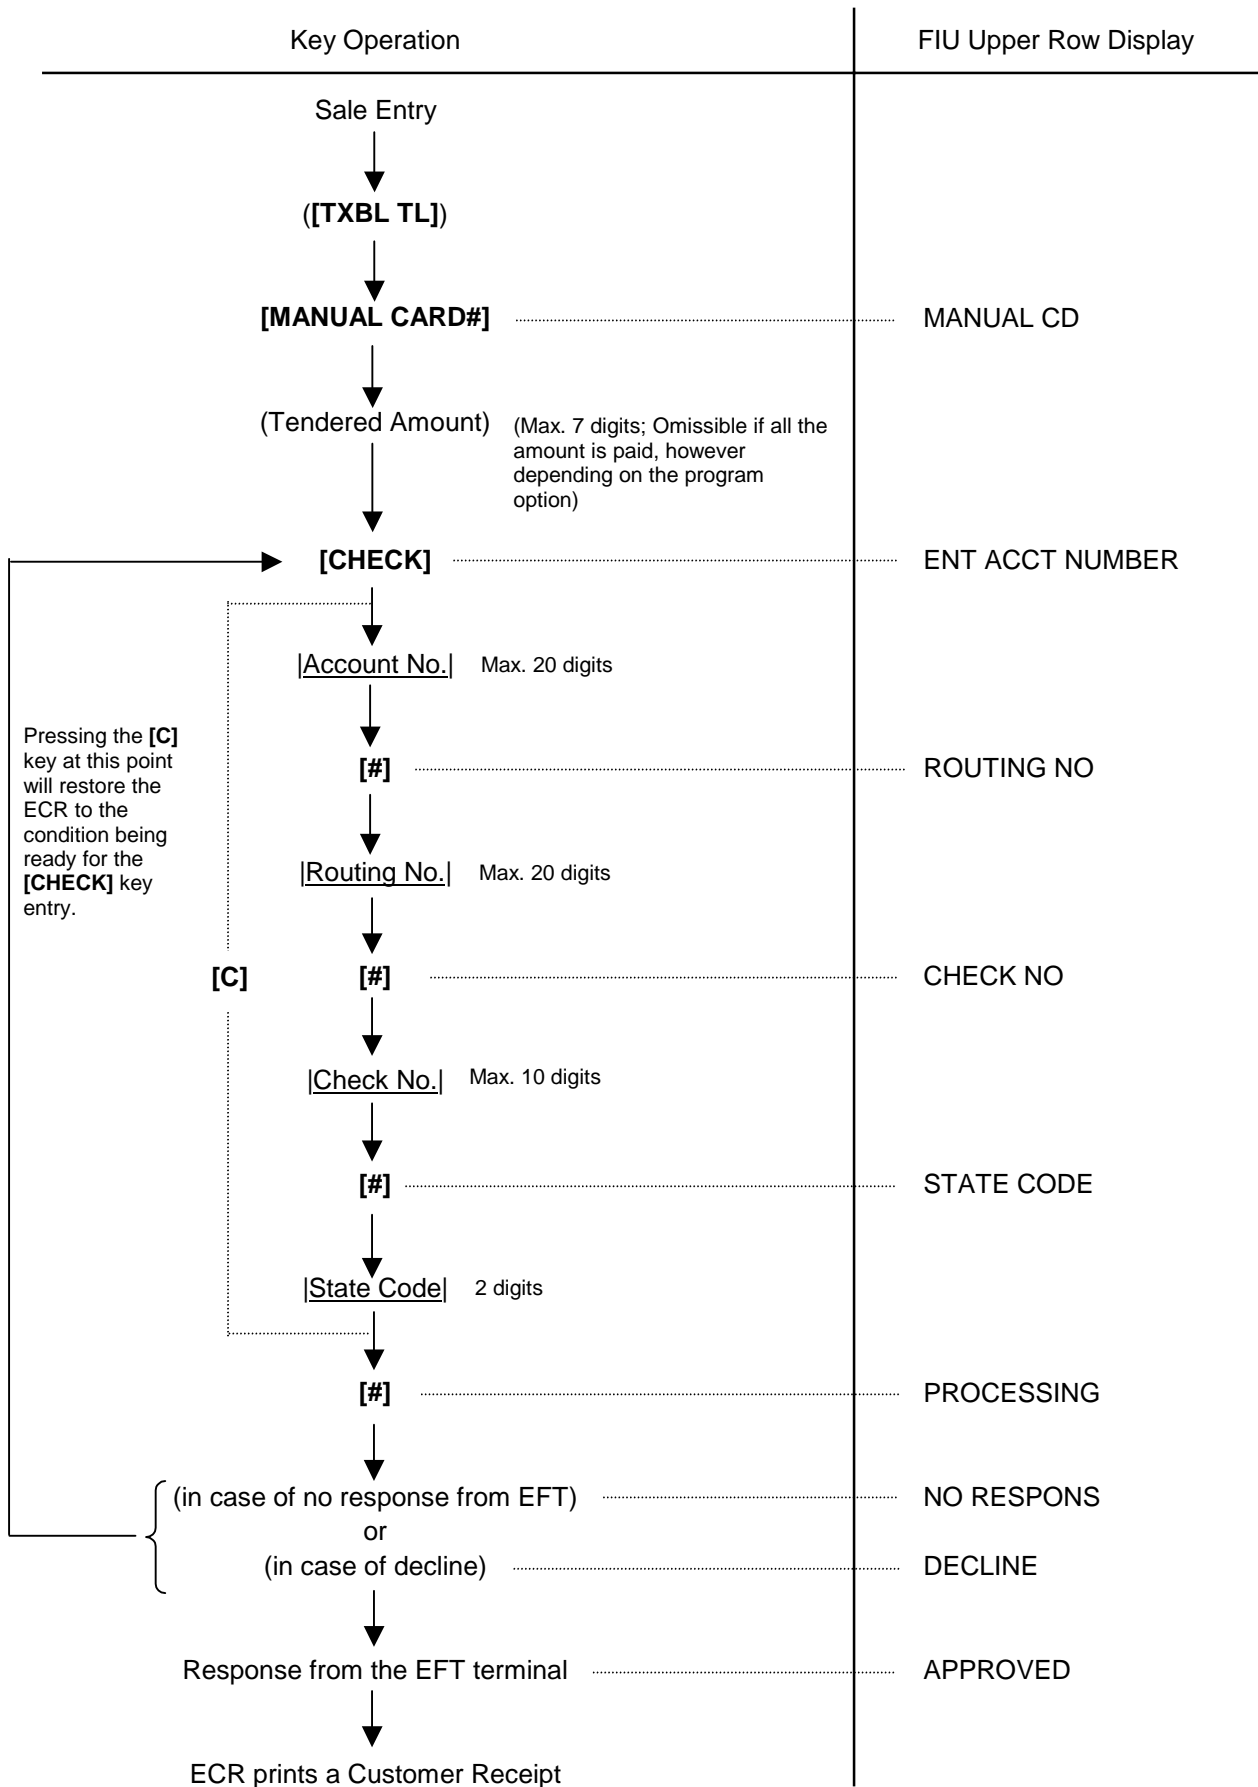 Key Operation
FIU Upper Row Display
Sale Entry
([TXBL TL])
[MANUAL CARD#]
MANUAL CD
(Tendered Amount)
(Max. 7 digits; Omissible if all the
amount is paid, however
depending on the program
option)
[CHECK]
ENT ACCT NUMBER
|Account No.|
Max. 20 digits
Pressing the [C]
key at this point
will restore the
ECR to the
condition being
ready for the
[CHECK] key
entry.
[#]
ROUTING NO
|Routing No.|
Max. 20 digits
[C]
[#]
CHECK NO
|Check No.|
Max. 10 digits
[#]
STATE CODE
|State Code|
2 digits
[#]
PROCESSING
(in case of no response from EFT)
NO RESPONS
or
(in case of decline)
DECLINE
Response from the EFT terminal
APPROVED
ECR prints a Customer Receipt